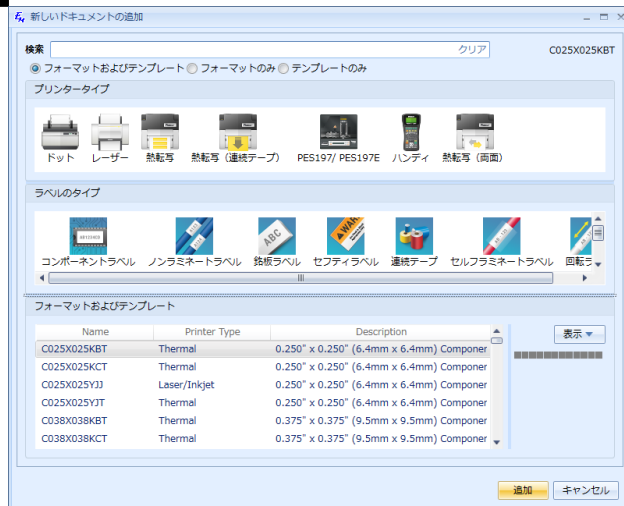 新しいドキュメントの追加
検索 クリア C025X025KBT
フォーマットおよびテンプレート フォーマットのみ テンプレートのみ
プリンタータイプ
ドット レーザー 熱転写 熱転写（連続テープ） PES197/ PES197E ハンディ 熱転写（両面）
ラベルのタイプ
コンポーネントラベル ノンラミネートラベル 銘板ラベル セフティラベル 連続テープ セルフラミネートラベル 回転ラ
フォーマットおよびテンプレート
Name Printer Type Description
表示
C025X025KBT Thermal 0.250" x 0.250" (6.4mm x 6.4mm) Componer
C025X025KCT Thermal 0.250" x 0.250" (6.4mm x 6.4mm) Componer
C025X025YJJ Laser/Inkjet 0.250" x 0.250" (6.4mm x 6.4mm) Componer
C025X025YJT Thermal 0.250" x 0.250" (6.4mm x 6.4mm) Componer
C038X038KBT Thermal 0.375" x 0.375" (9.5mm x 9.5mm) Componer
C038X038KCT Thermal 0.375" x 0.375" (9.5mm x 9.5mm) Componer
追加 キャンセル